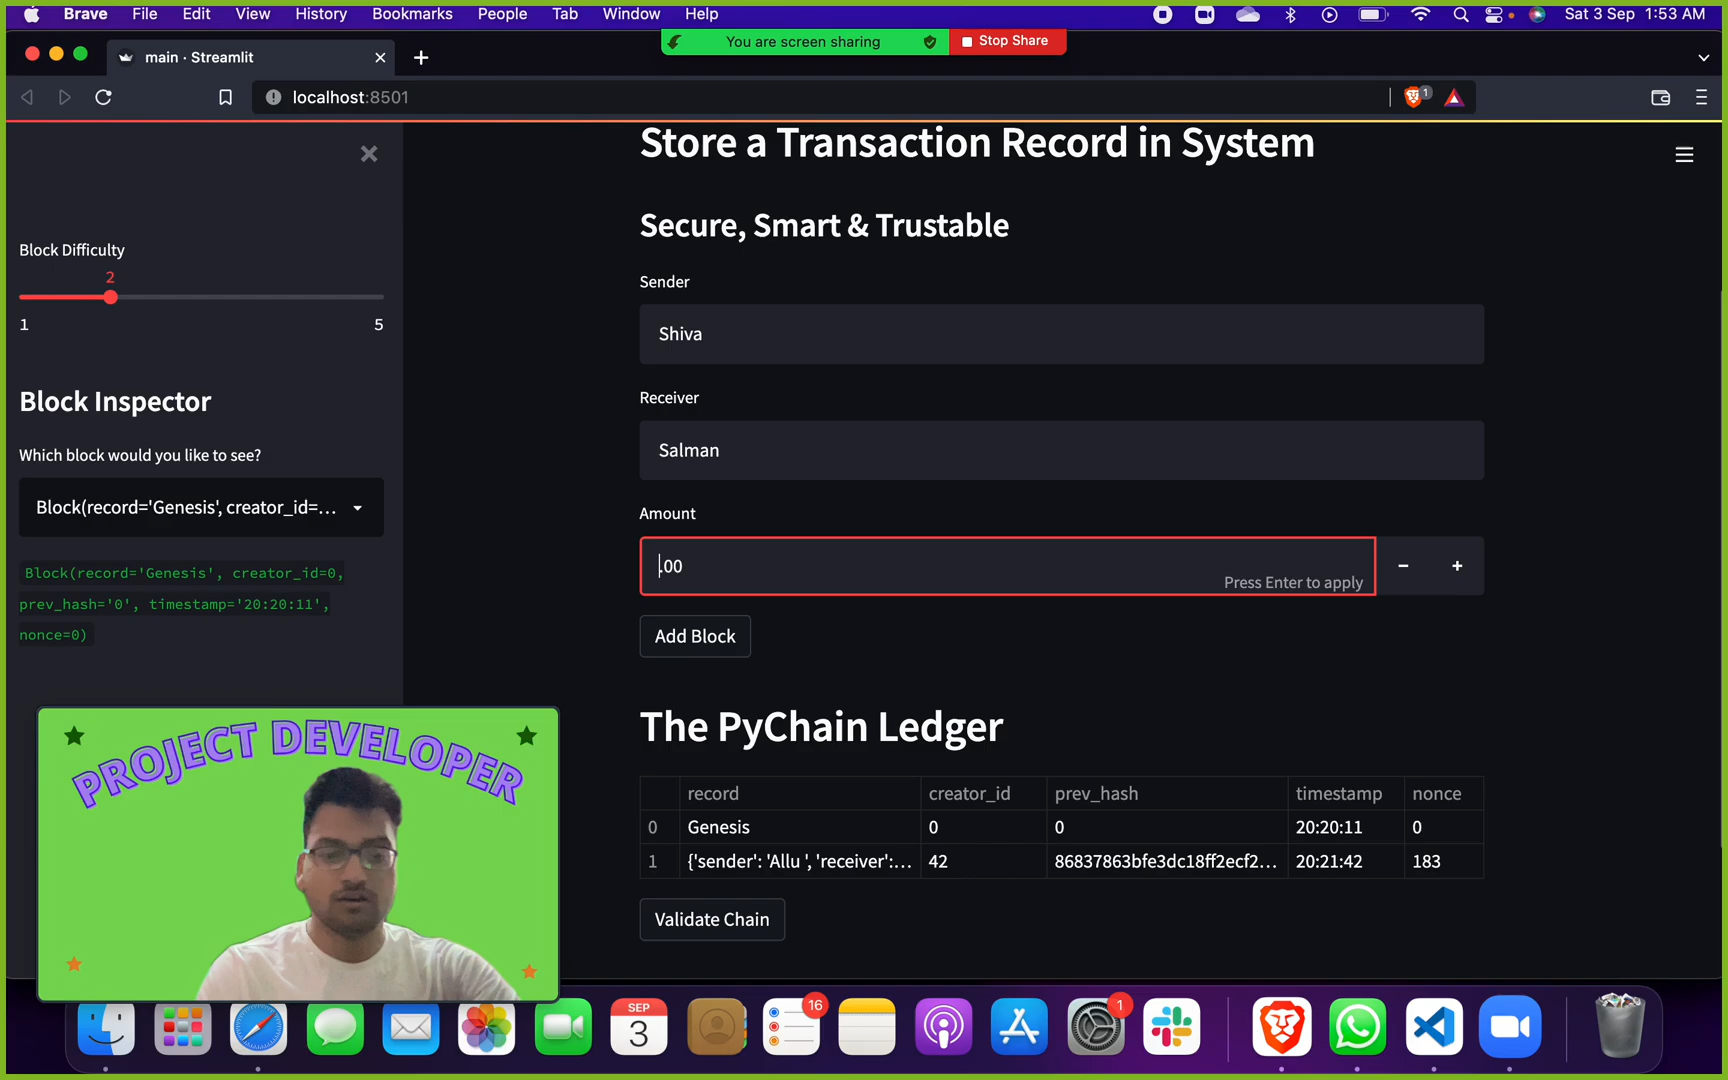 Brave File Edit View History Bookmarks People Tab Window Help Sat 3 Sep 1:53 AM
You are screen sharing Stop Share
main · Streamlit
localhost:8501
1
Block Difficulty
2
1 5
Block Inspector
Which block would you like to see?
Block(record='Genesis', creator_id=...
Block(record='Genesis', creator_id=0,
prev_hash='0', timestamp='20:20:11',
nonce=0)
Store a Transaction Record in System
Secure, Smart & Trustable
Sender
Shiva
Receiver
Salman
Amount
.00
Press Enter to apply
Add Block
The PyChain Ledger
record creator_id prev_hash timestamp nonce
0 Genesis 0 0 20:20:11 0
1 {'sender': 'Allu ', 'receiver':... 42 86837863bfe3dc18ff2ecf2... 20:21:42 183
Validate Chain
PROJECT DEVELOPER
SEP
3
16
1